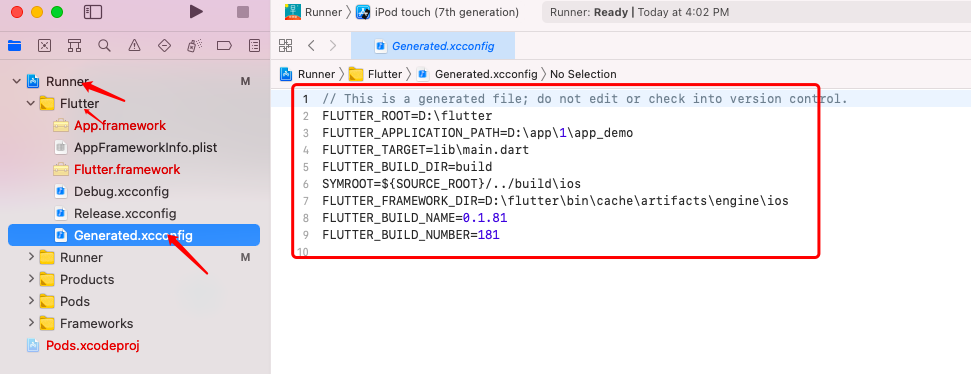 Runner
iPod touch (7th generation)
Runner: Ready | Today at 4:02 PM
Generated.xcconfig
Runner
Flutter
Generated.xcconfig
No Selection
Runner M
Flutter
App.framework
AppFrameworkInfo.plist
Flutter.framework
Debug.xcconfig
Release.xcconfig
Generated.xcconfig
Runner M
Products
Pods
Frameworks
Pods.xcodeproj
1 // This is a generated file; do not edit or check into version control.
2 FLUTTER_ROOT=D:\flutter
3 FLUTTER_APPLICATION_PATH=D:\app\1\app_demo
4 FLUTTER_TARGET=lib\main.dart
5 FLUTTER_BUILD_DIR=build
6 SYMROOT=${SOURCE_ROOT}/../build\ios
7 FLUTTER_FRAMEWORK_DIR=D:\flutter\bin\cache\artifacts\engine\ios
8 FLUTTER_BUILD_NAME=0.1.81
9 FLUTTER_BUILD_NUMBER=181
10